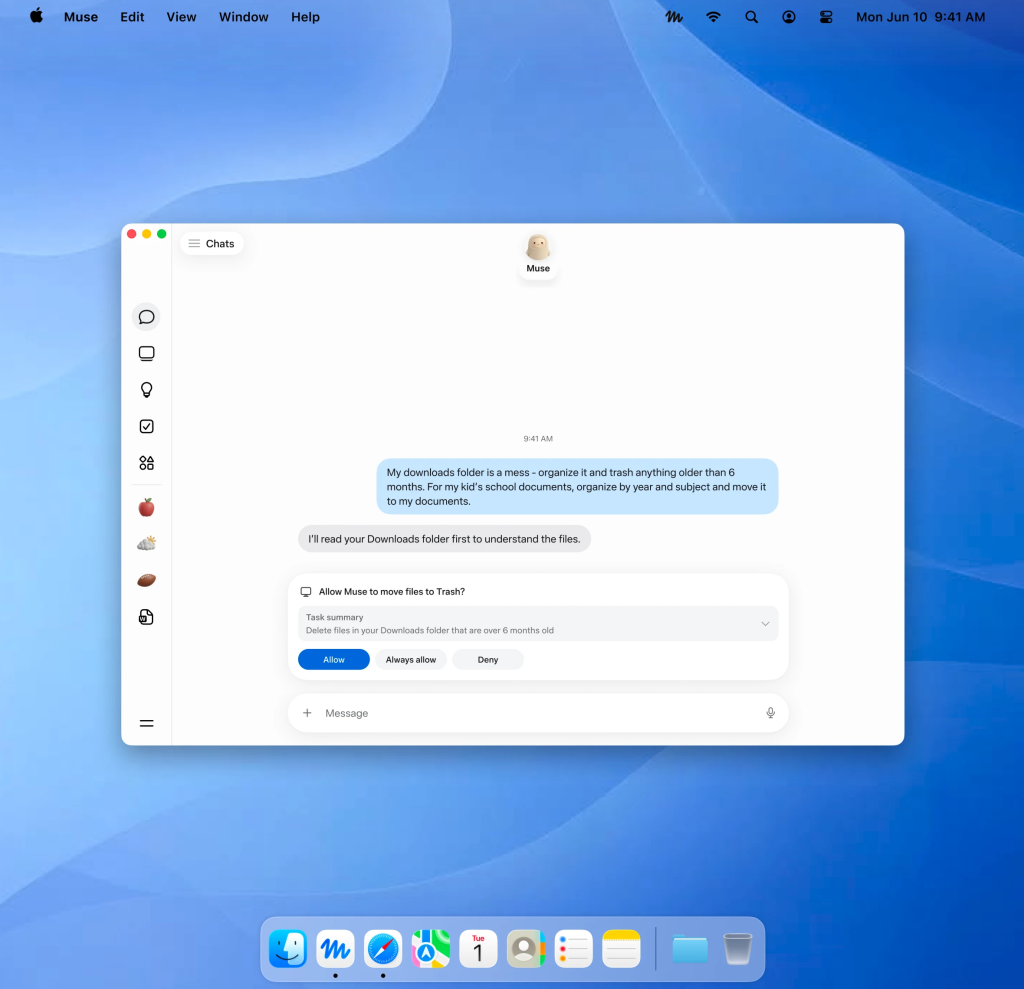 Muse Edit View Window Help Mon Jun 10 9:41 AM
Chats
Muse
9:41 AM
My downloads folder is a mess - organize it and trash anything older than 6
months. For my kid's school documents, organize by year and subject and move it
to my documents.
I'll read your Downloads folder first to understand the files.
Allow Muse to move files to Trash?
Task summary
Delete files in your Downloads folder that are over 6 months old
Allow Always allow Deny
Message
Tue
1